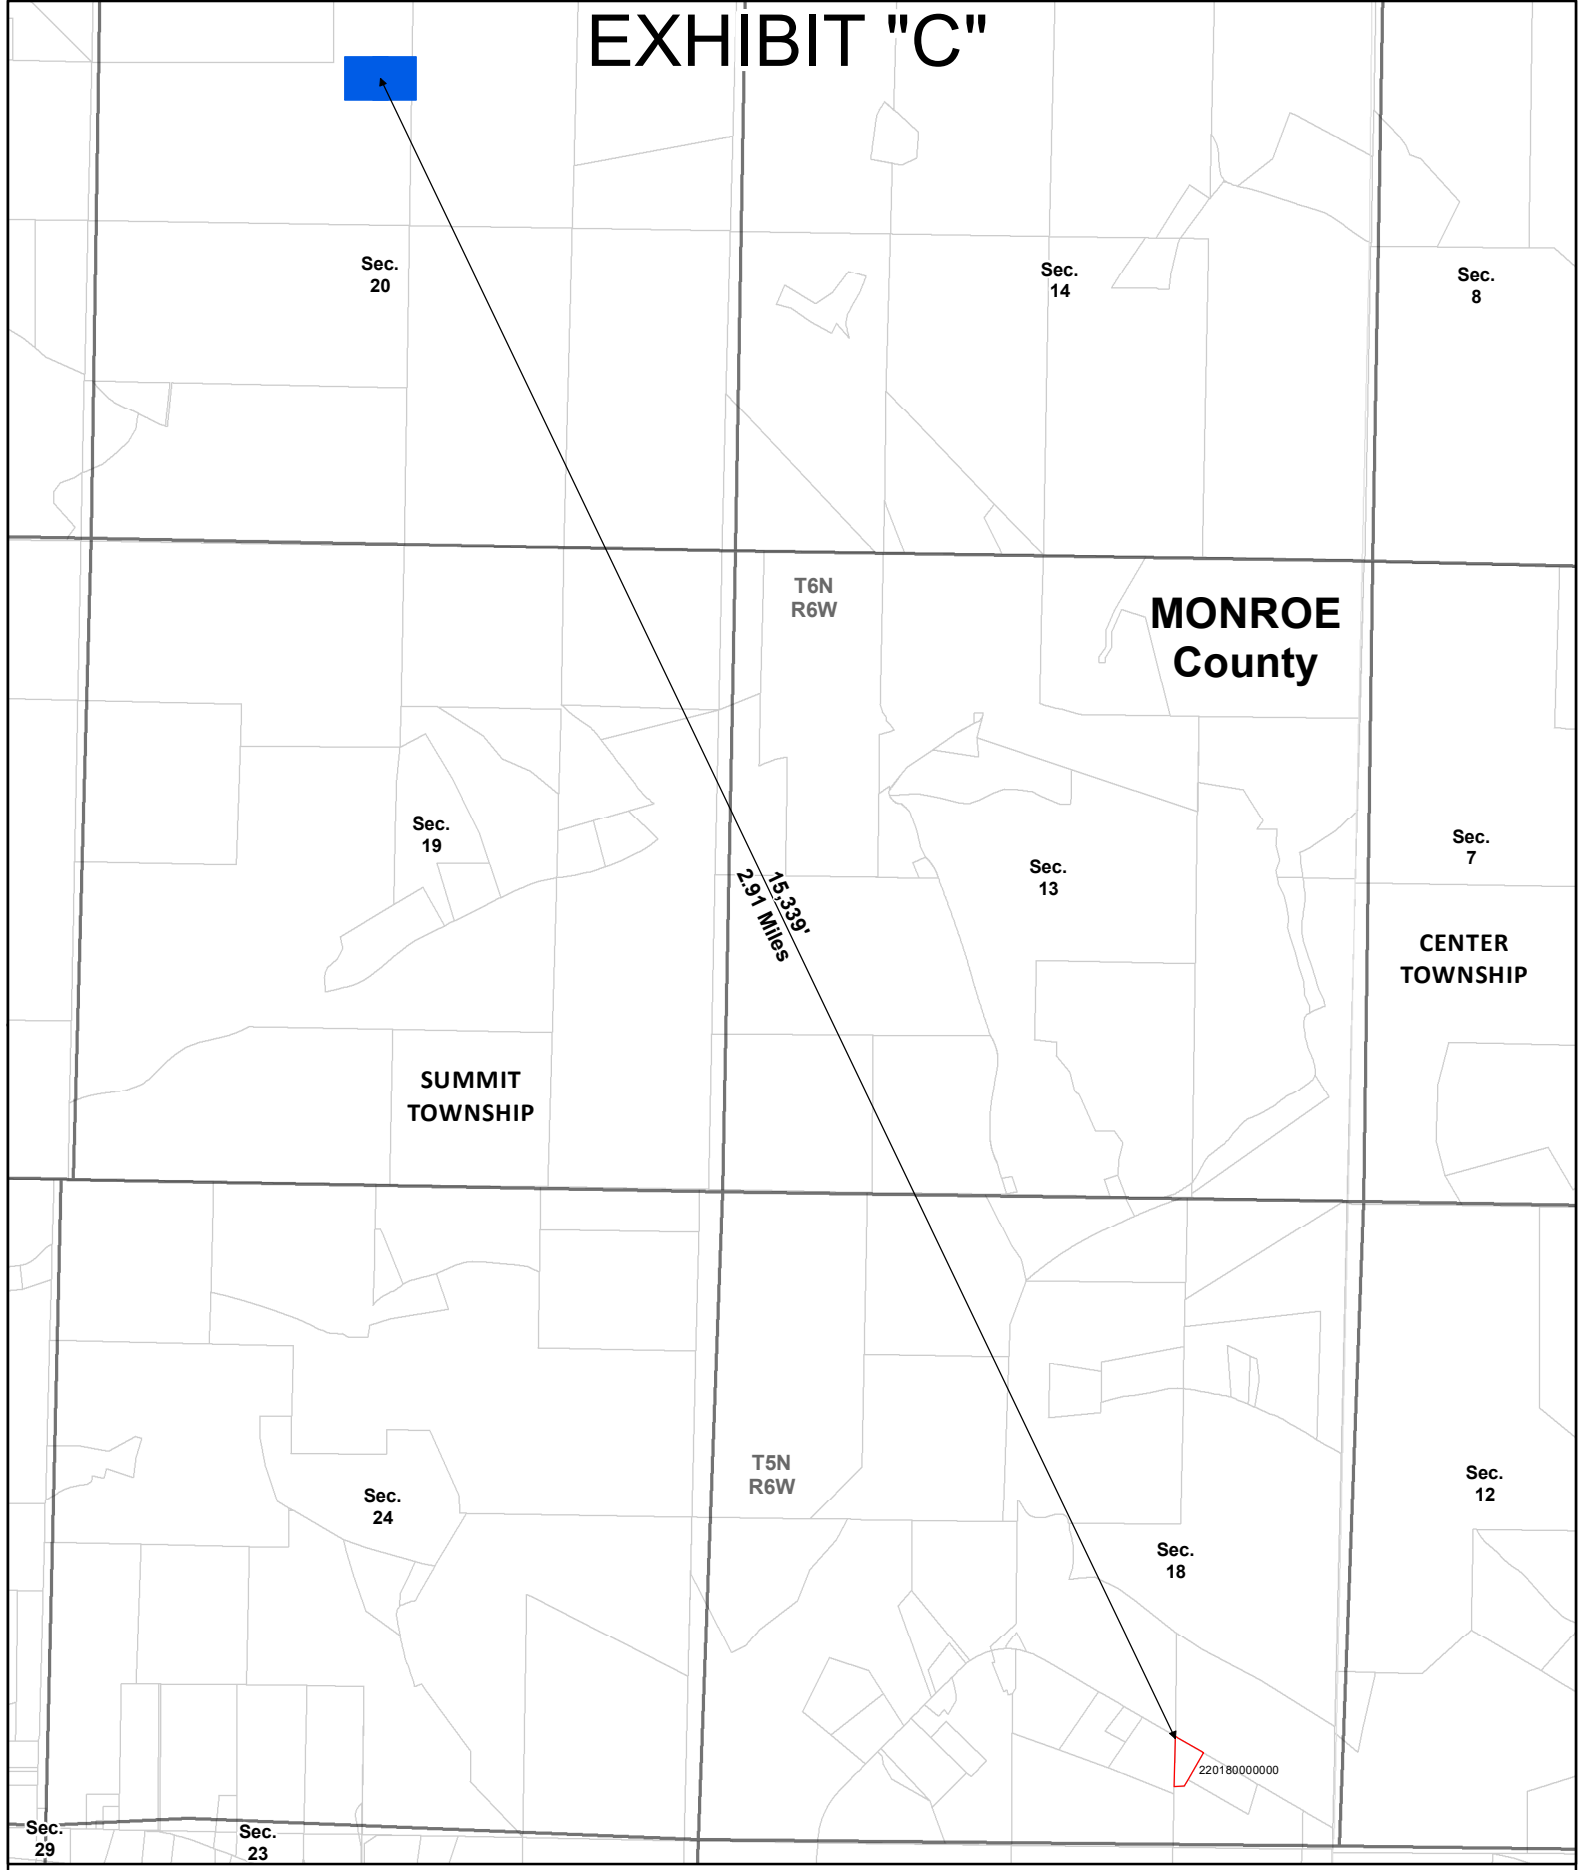 EXHIBIT "C"
Sec.
20
Sec.
14
Sec.
8
T6N
R6W
MONROE
County
Sec.
19
Sec.
13
Sec.
7
15,339'
2.91 Miles
CENTER
TOWNSHIP
SUMMIT
TOWNSHIP
T5N
R6W
Sec.
24
Sec.
12
Sec.
18
220180000000
Sec.
29
Sec.
23